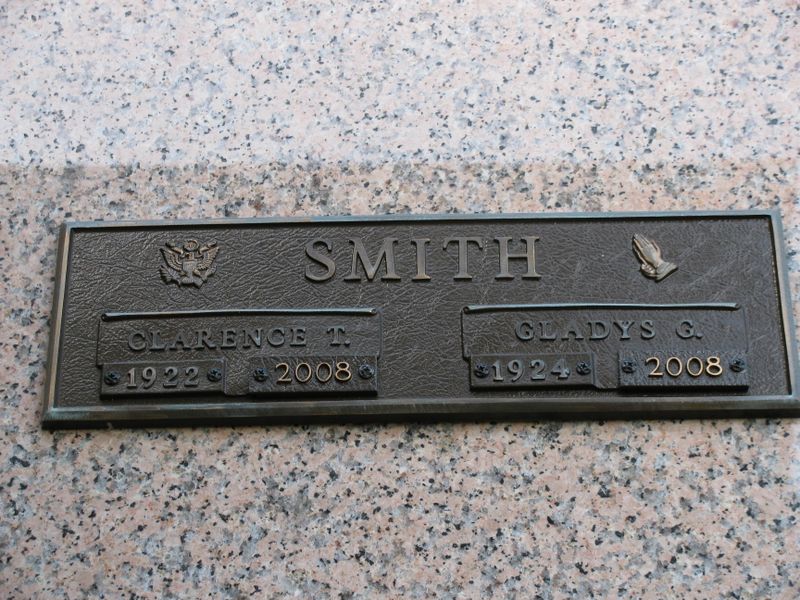 SMITH
CLARENCE T.
1922 2008
GLADYS G.
1924 2008